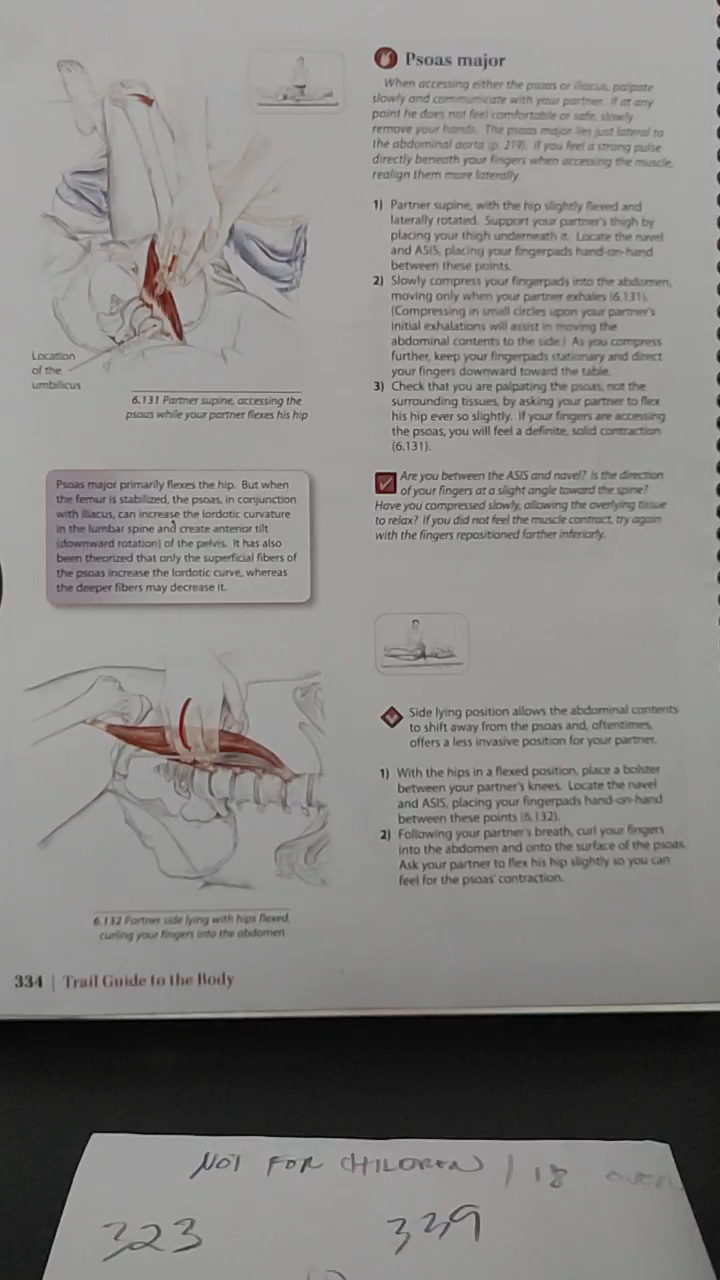 Psoas major
When accessing either the psoas or iliacus, palpate
slowly and communicate with your partner. If at any
point he does not feel comfortable or safe, slowly
remove your hands. The psoas major lies just lateral to
the abdominal aorta (p. 219). If you feel a strong pulse
directly beneath your fingers when accessing the muscle,
realign them more laterally.
1) Partner supine, with the hip slightly flexed and
laterally rotated. Support your partner's thigh by
placing your thigh underneath it. Locate the navel
and ASIS, placing your fingerpads hand-on-hand
between these points.
2) Slowly compress your fingerpads into the abdomen,
moving only when your partner exhales (6.131).
(Compressing in small circles upon your partner's
initial exhalations will assist in moving the
abdominal contents to the side.) As you compress
further, keep your fingerpads stationary and direct
your fingers downward toward the table.
3) Check that you are palpating the psoas, not the
surrounding tissues, by asking your partner to flex
his hip ever so slightly. If your fingers are accessing
the psoas, you will feel a definite, solid contraction
(6.131).
Are you between the ASIS and navel? Is the direction
of your fingers at a slight angle toward the spine?
Have you compressed slowly, allowing the overlying tissue
to relax? If you did not feel the muscle contract, try again
with the fingers repositioned farther inferiorly.
Location
of the
umbilicus
6.131 Partner supine, accessing the
psoas while your partner flexes his hip
Psoas major primarily flexes the hip. But when
the femur is stabilized, the psoas, in conjunction
with iliacus, can increase the lordotic curvature
in the lumbar spine and create anterior tilt
(downward rotation) of the pelvis. It has also
been theorized that only the superficial fibers of
the psoas increase the lordotic curve, whereas
the deeper fibers may decrease it.
Side lying position allows the abdominal contents
to shift away from the psoas and, oftentimes,
offers a less invasive position for your partner.
1) With the hips in a flexed position, place a bolster
between your partner's knees. Locate the navel
and ASIS, placing your fingerpads hand-on-hand
between these points (6.132).
2) Following your partner's breath, curl your fingers
into the abdomen and onto the surface of the psoas.
Ask your partner to flex his hip slightly so you can
feel for the psoas' contraction.
6.132 Partner side lying with hips flexed,
curling your fingers into the abdomen
334 | Trail Guide to the Body
NOT FOR CHILDREN / 18 over
323 339